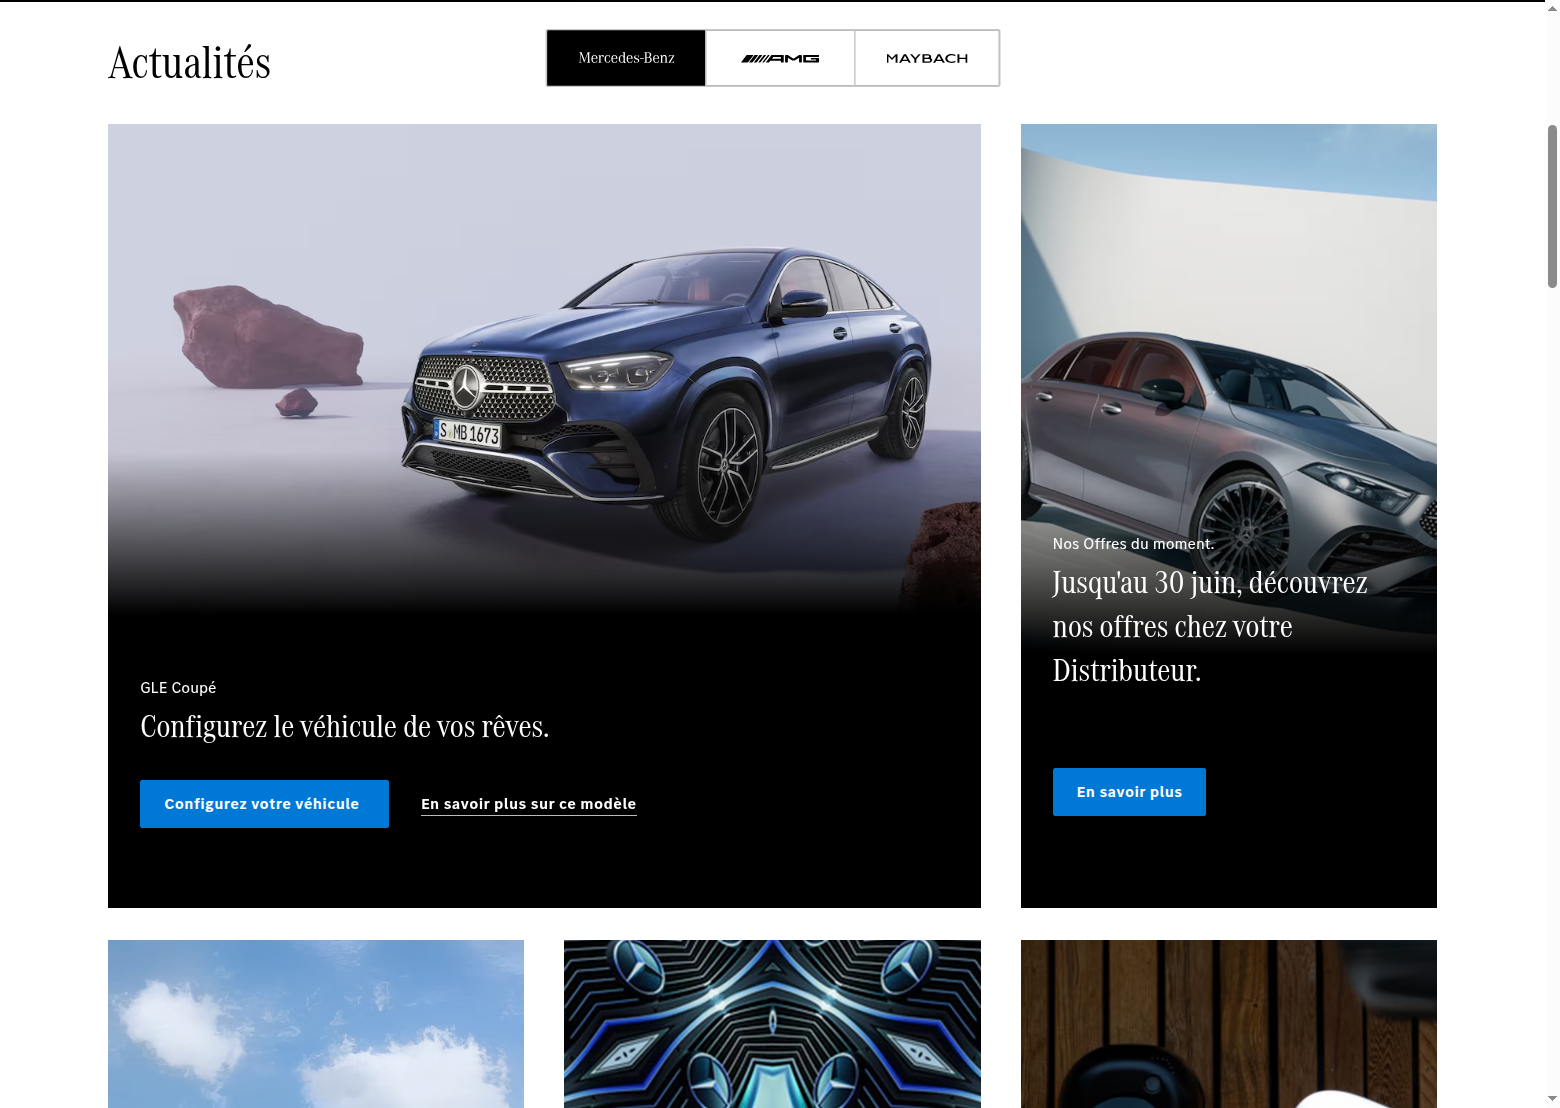 Actualités
Mercedes-Benz
AMG
MAYBACH
S MB 1673
GLE Coupé
Configurez le véhicule de vos rêves.
Configurez votre véhicule
En savoir plus sur ce modèle
Nos Offres du moment.
Jusqu'au 30 juin, découvrez
nos offres chez votre
Distributeur.
En savoir plus